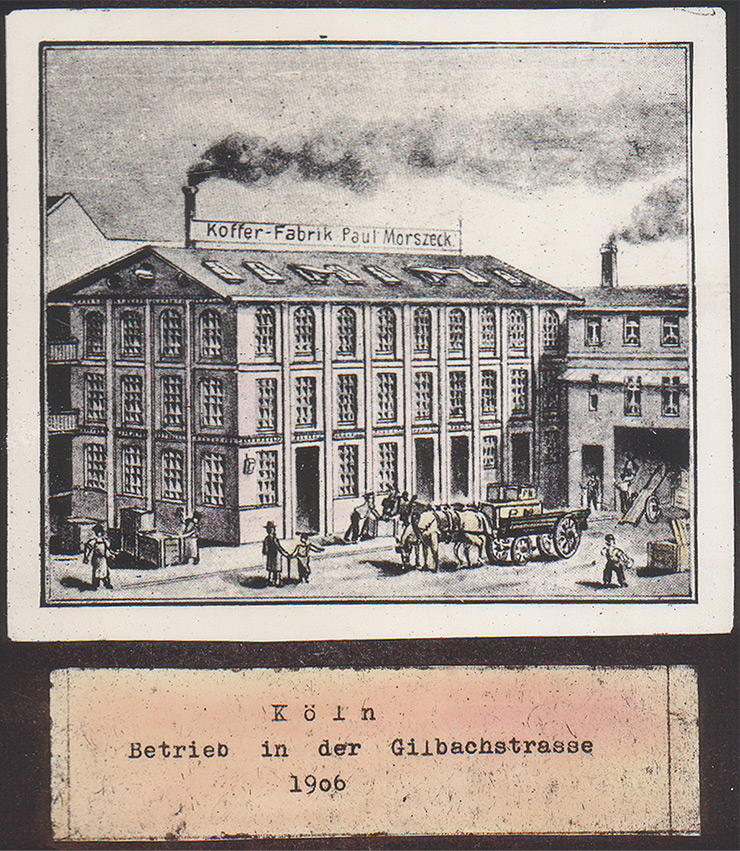 Koffer-Fabrik Paul Morszeck.
Köln
Betrieb in der Gilbachstrasse
1906